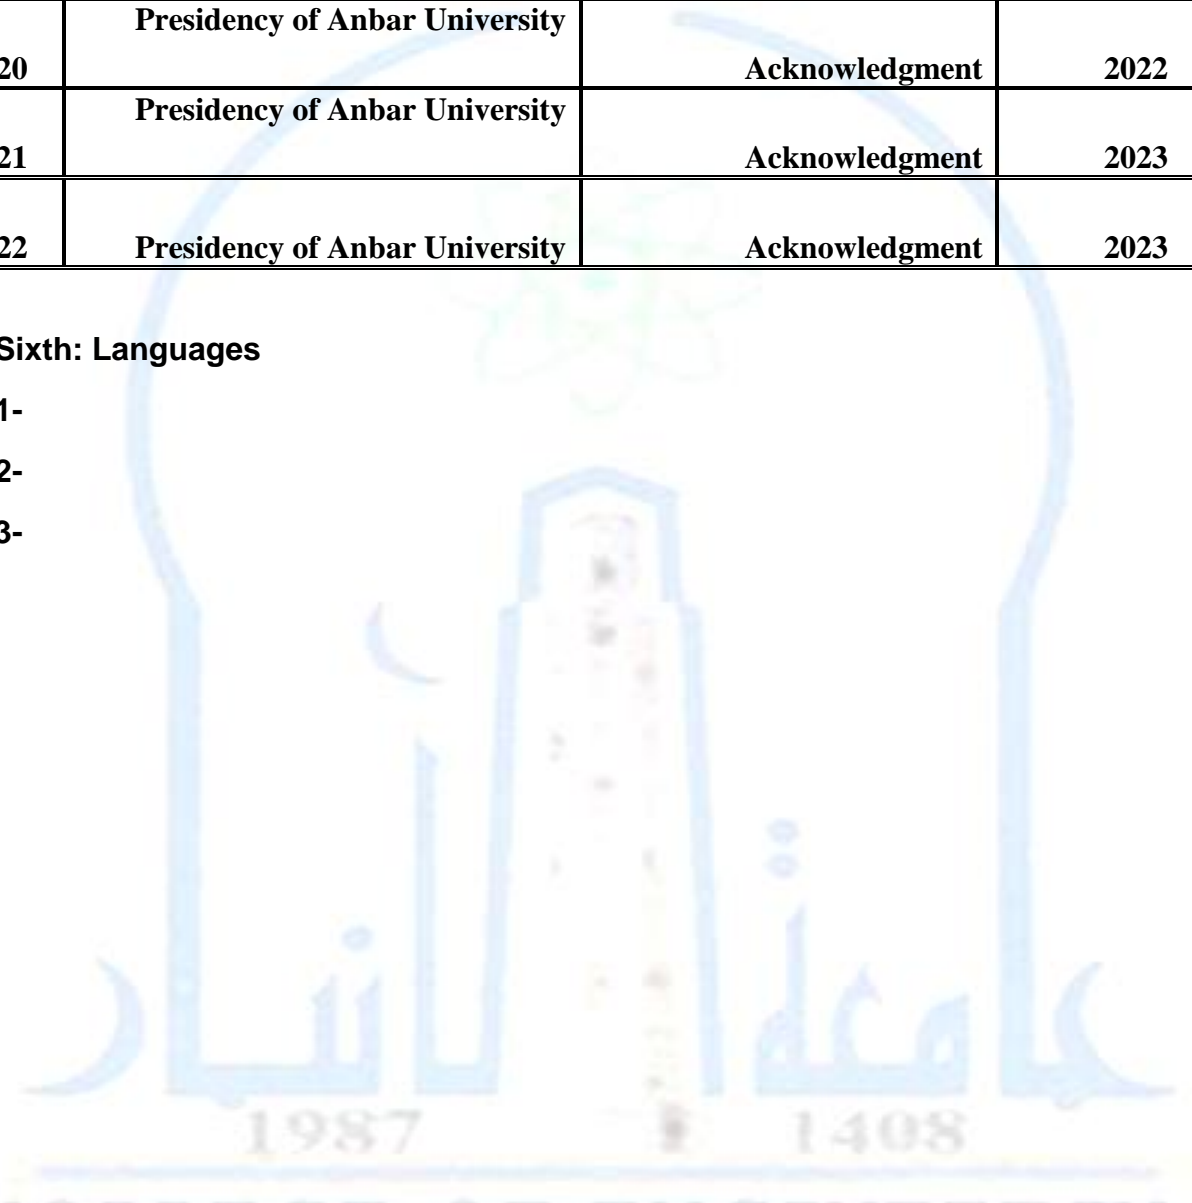 Presidency of Anbar University
20 Acknowledgment 2022
Presidency of Anbar University
21 Acknowledgment 2023
22 Presidency of Anbar University Acknowledgment 2023
Sixth: Languages
1-
2-
3-
1987 1408